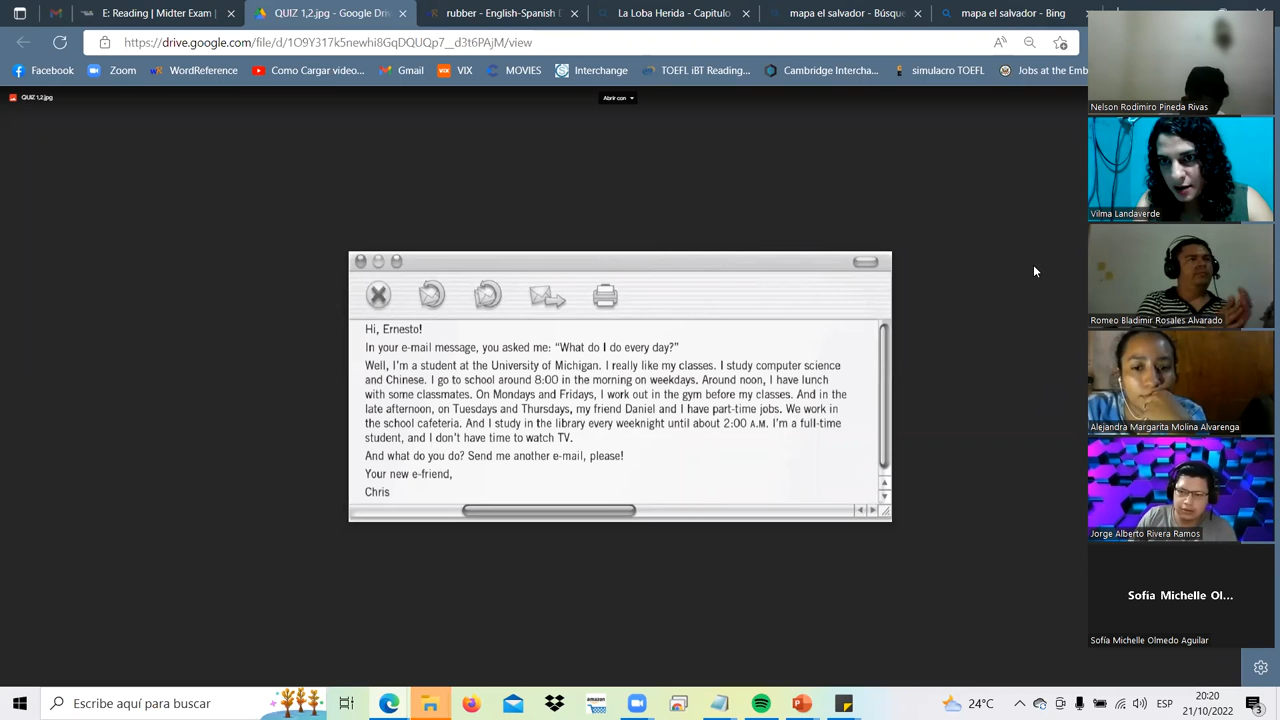 E: Reading | Midter Exam |
QUIZ 1,2.jpg - Google Drive
rubber - English-Spanish
La Loba Herida - Capitulo
mapa el salvador - Búsque
mapa el salvador - Bing
https://drive.google.com/file/d/1O9Y317k5newhi8GqDQUQp7__d3t6PAjM/view
Facebook
Zoom
WordReference
Como Cargar video...
Gmail
VIX
MOVIES
Interchange
TOEFL iBT Reading...
Cambridge Intercha...
simulacro TOEFL
Jobs at the Emb
QUIZ 1,2.jpg
Abrir con
Hi, Ernesto!
In your e-mail message, you asked me: “What do I do every day?”
Well, I'm a student at the University of Michigan. I really like my classes. I study computer science
and Chinese. I go to school around 8:00 in the morning on weekdays. Around noon, I have lunch
with some classmates. On Mondays and Fridays, I work out in the gym before my classes. And in the
late afternoon, on Tuesdays and Thursdays, my friend Daniel and I have part-time jobs. We work in
the school cafeteria. And I study in the library every weeknight until about 2:00 A.M. I'm a full-time
student, and I don't have time to watch TV.
And what do you do? Send me another e-mail, please!
Your new e-friend,
Chris
Nelson Rodimiro Pineda Rivas
Vilma Landaverde
Romeo Bladimir Rosales Alvarado
Alejandra Margarita Molina Alvarenga
Jorge Alberto Rivera Ramos
Sofía Michelle Ol...
Sofía Michelle Olmedo Aguilar
Escribe aquí para buscar
amazon
24°C
ESP
20:20
21/10/2022
3